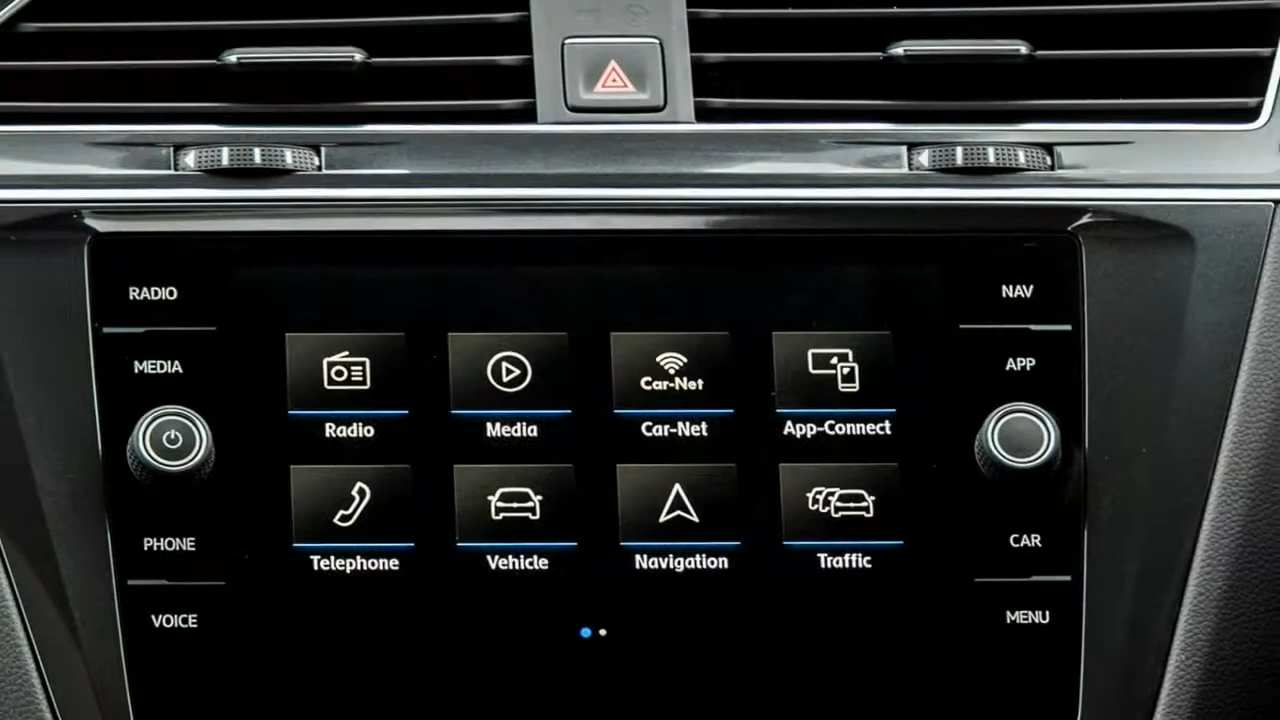 RADIO
NAV
MEDIA
APP
Car-Net
Radio
Media
Car-Net
App-Connect
PHONE
CAR
Telephone
Vehicle
Navigation
Traffic
VOICE
MENU